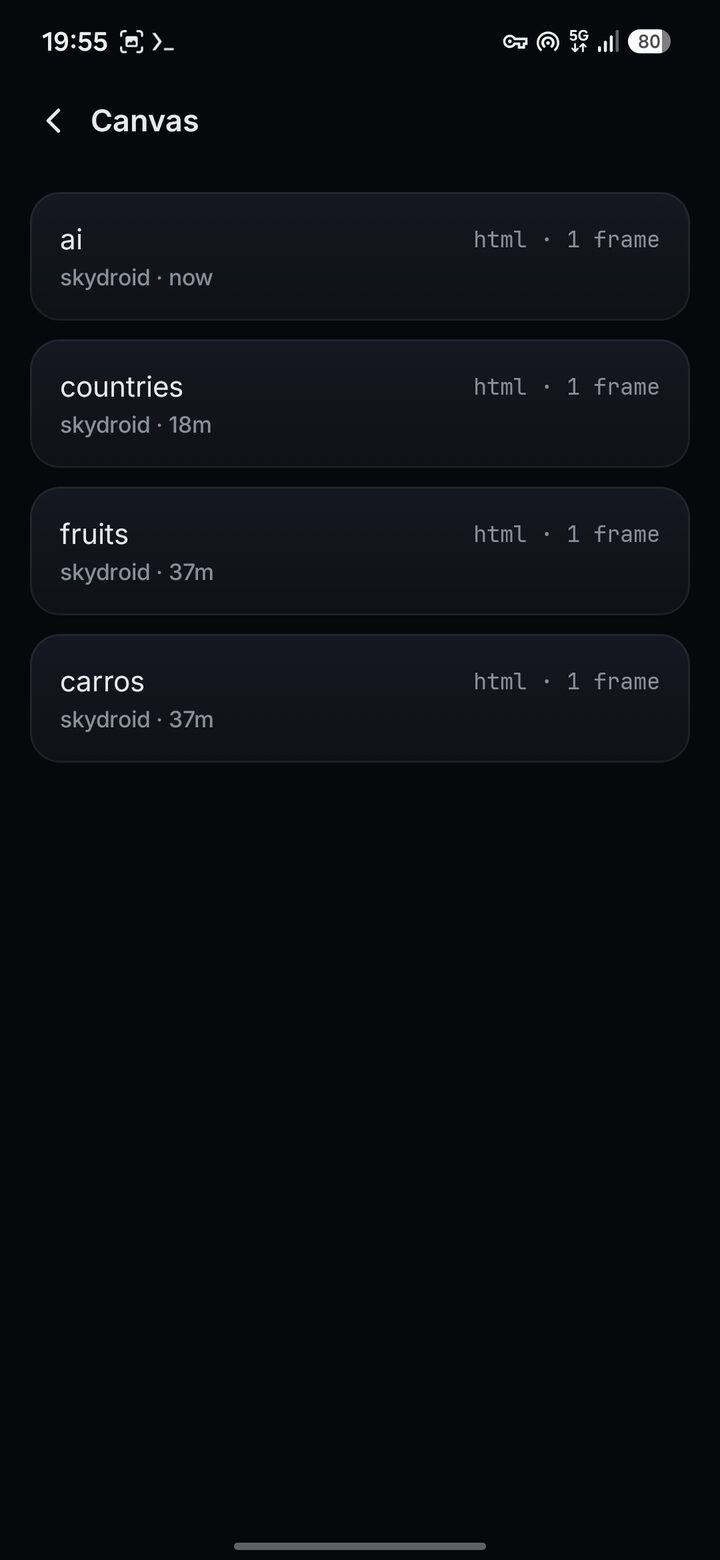 19:55
5G
80
Canvas
ai
html · 1 frame
skydroid · now
countries
html · 1 frame
skydroid · 18m
fruits
html · 1 frame
skydroid · 37m
carros
html · 1 frame
skydroid · 37m